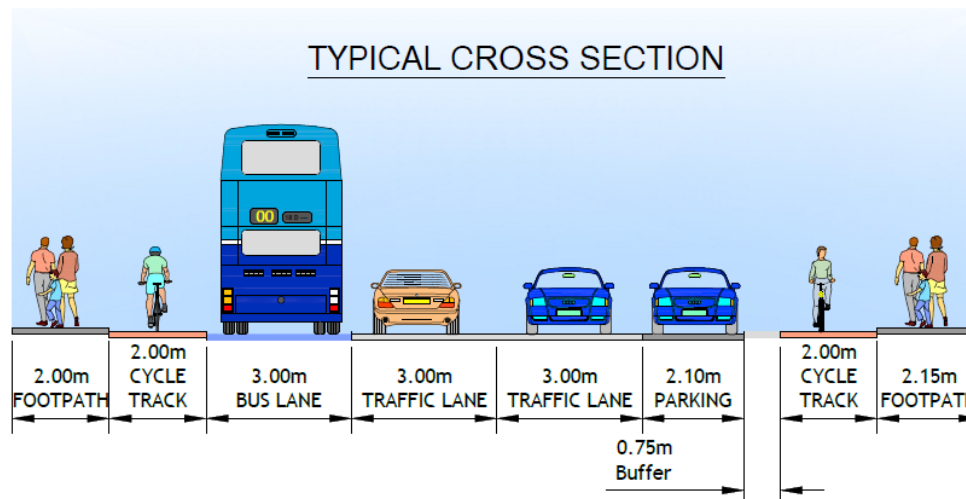 TYPICAL CROSS SECTION
00
2.00m
FOOTPATH
2.00m
CYCLE
TRACK
3.00m
BUS LANE
3.00m
TRAFFIC LANE
3.00m
TRAFFIC LANE
2.10m
PARKING
0.75m
Buffer
2.00m
CYCLE
TRACK
2.15m
FOOTPATH